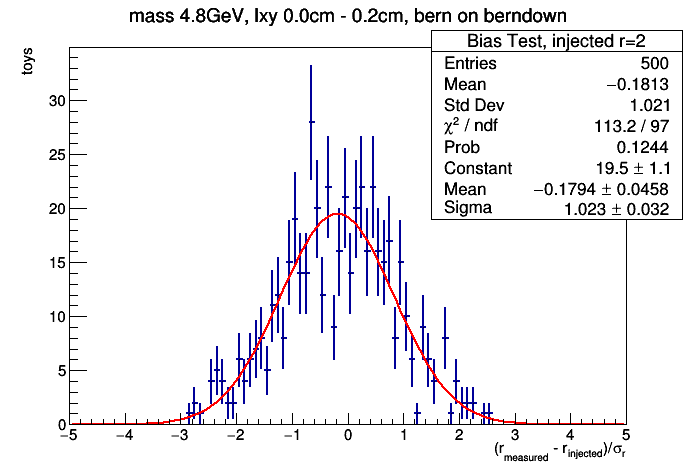 mass 4.8GeV, lxy 0.0cm - 0.2cm, bern on berndown
Bias Test, injected r=2
Entries 500
Mean −0.1813
Std Dev 1.021
χ² / ndf 113.2 / 97
Prob 0.1244
Constant 19.5 ± 1.1
Mean −0.1794 ± 0.0458
Sigma 1.023 ± 0.032
toys
30
25
20
15
10
5
0
−5 −4 −3 −2 −1 0 1 2 3 4 5
(r_measured - r_injected)/σ_r